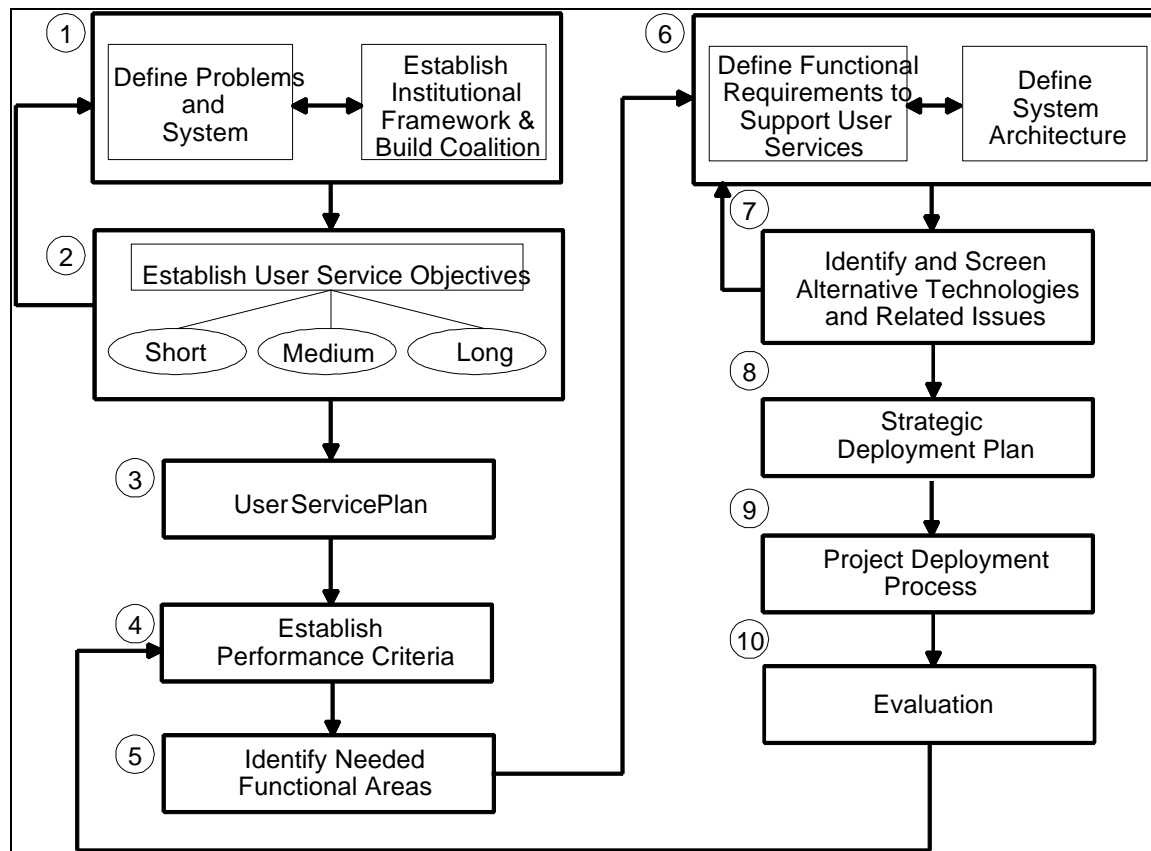 1
Define Problems
and
System
Establish
Institutional
Framework &
Build Coalition
2
Establish User Service Objectives
Short
Medium
Long
3
UserServicePlan
4
Establish
Performance Criteria
5
Identify Needed
Functional Areas
6
Define Functional
Requirements to
Support User
Services
Define
System
Architecture
7
Identify and Screen
Alternative Technologies
and Related Issues
8
Strategic
Deployment Plan
9
Project Deployment
Process
10
Evaluation